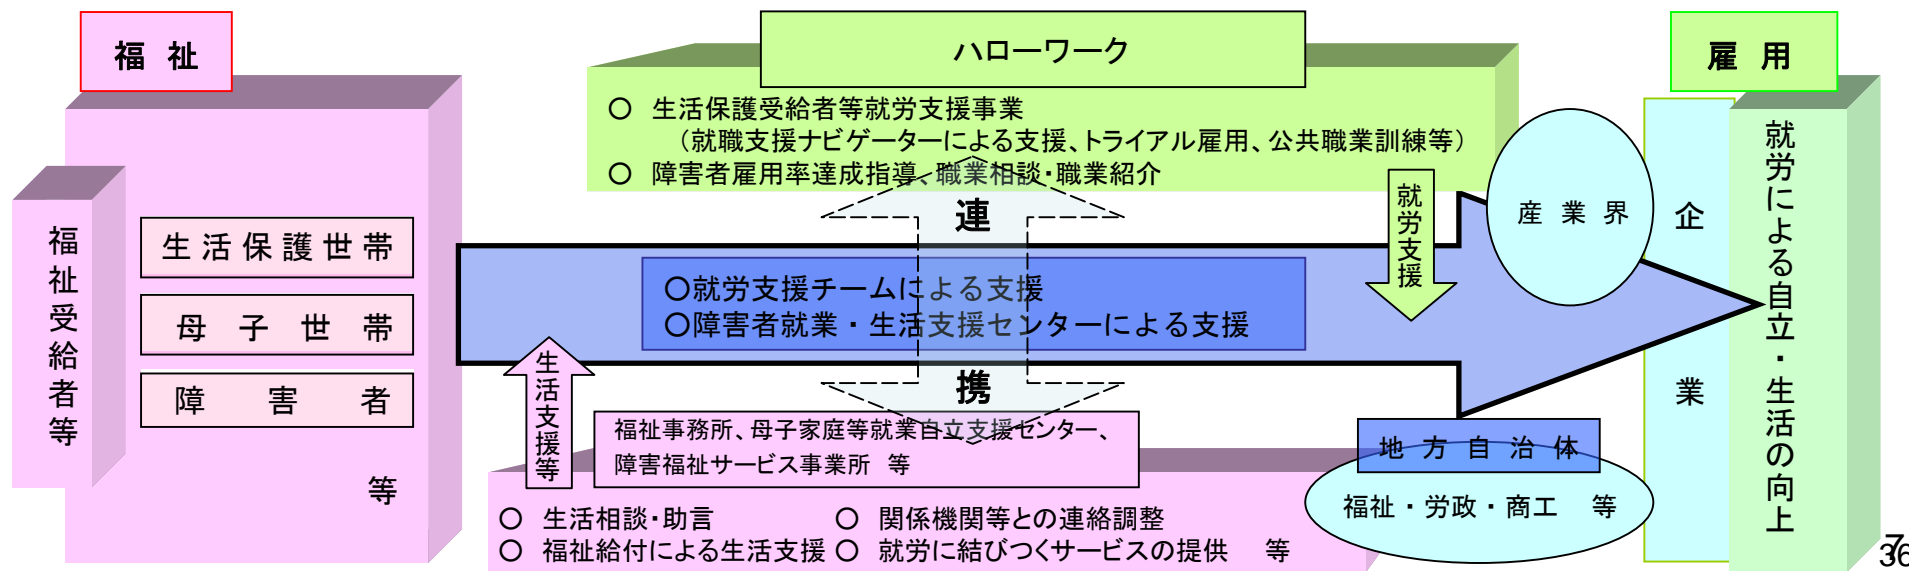 福 祉
福祉受給者等
生活保護世帯
母子世帯
障害者
等
ハローワーク
○ 生活保護受給者等就労支援事業
(就職支援ナビゲーターによる支援、トライアル雇用、公共職業訓練等)
○ 障害者雇用率達成指導、職業相談・職業紹介
連
携
○就労支援チームによる支援
○障害者就業・生活支援センターによる支援
就労支援
生活支援等
福祉事務所、母子家庭等就業自立支援センター、
障害福祉サービス事業所 等
○ 生活相談・助言
○ 関係機関等との連絡調整
○ 福祉給付による生活支援
○ 就労に結びつくサービスの提供 等
産業界
地方自治体
福祉・労政・商工 等
企業
雇 用
就労による自立・生活の向上
36
7